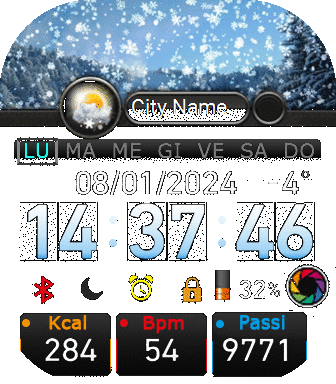 City Name
LU MA ME GI VE SA DO
08/01/2024 --4°
14:37:46
32%
Kcal Bpm Passi
284 54 9771